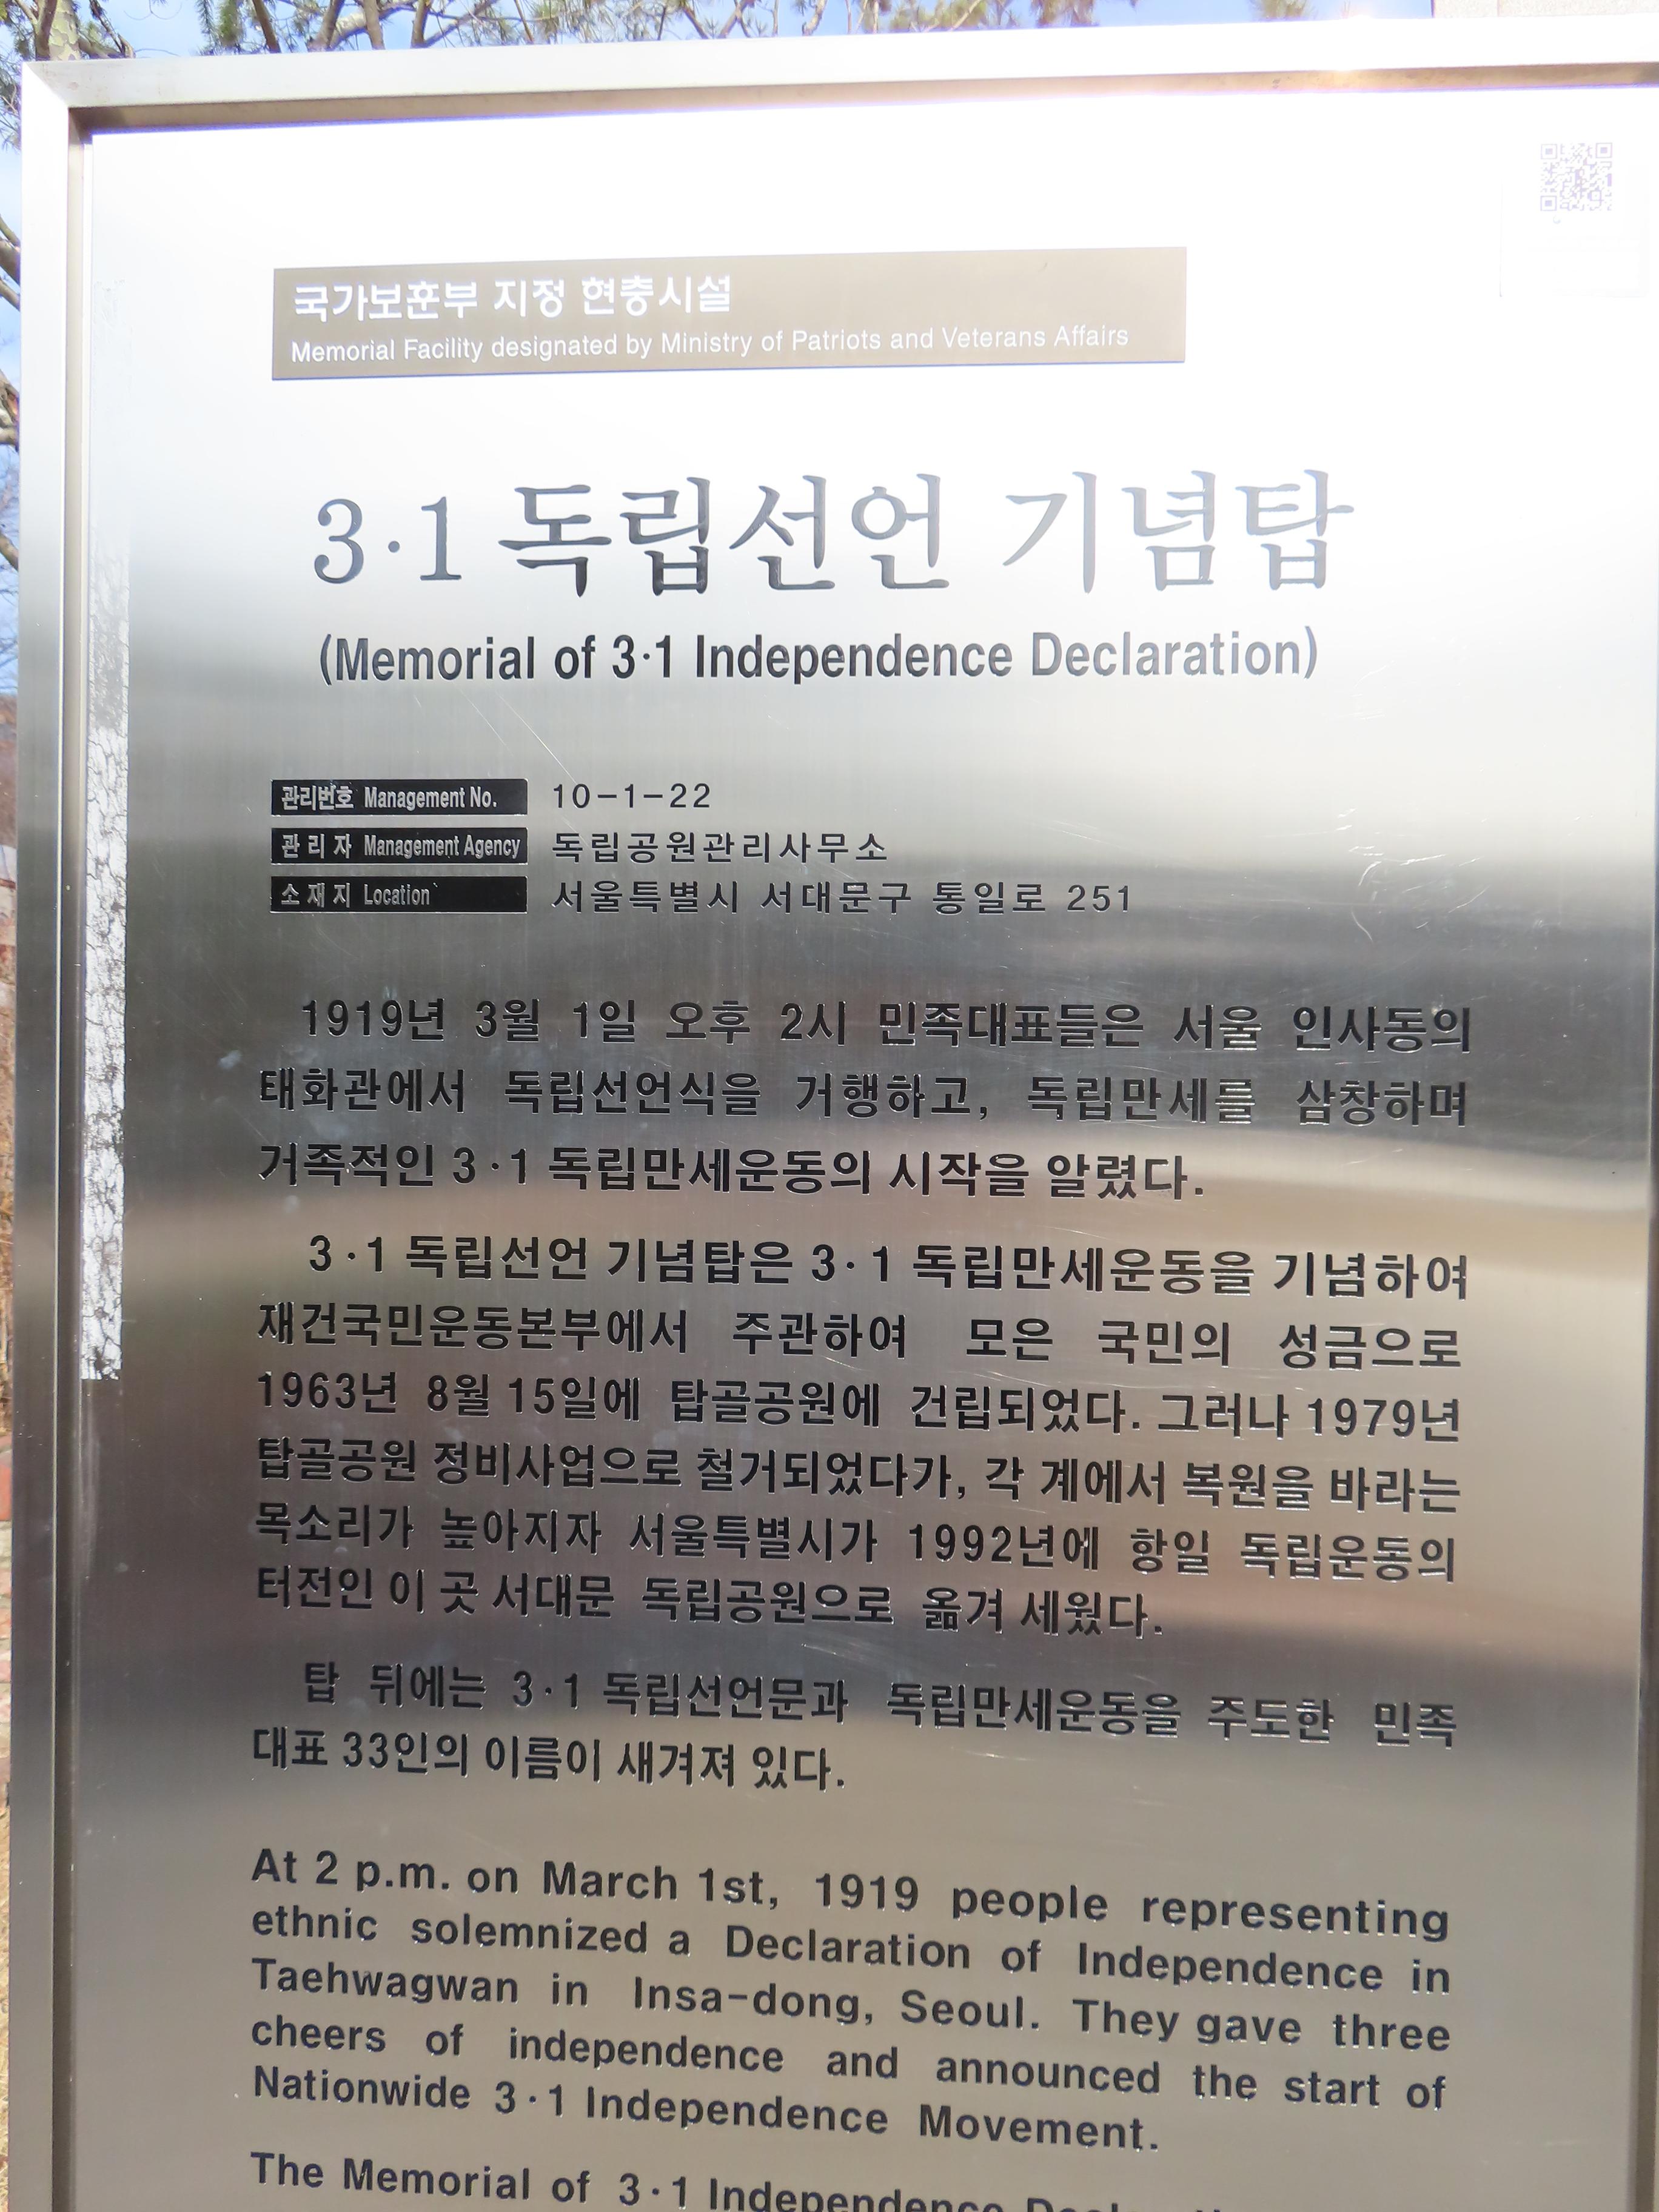 국가보훈부 지정 현충시설
Memorial Facility designated by Ministry of Patriots and Veterans Affairs
3·1 독립선언 기념탑
(Memorial of 3·1 Independence Declaration)
관리번호 Management No. 10-1-22
관 리 자 Management Agency 독립공원관리사무소
소 재 지 Location 서울특별시 서대문구 통일로 251
1919년 3월 1일 오후 2시 민족대표들은 서울 인사동의
태화관에서 독립선언식을 거행하고, 독립만세를 삼창하며
거족적인 3·1 독립만세운동의 시작을 알렸다.
3·1 독립선언 기념탑은 3·1 독립만세운동을 기념하여
재건국민운동본부에서 주관하여 모은 국민의 성금으로
1963년 8월 15일에 탑골공원에 건립되었다. 그러나 1979년
탑골공원 정비사업으로 철거되었다가, 각 계에서 복원을 바라는
목소리가 높아지자 서울특별시가 1992년에 항일 독립운동의
터전인 이 곳 서대문 독립공원으로 옮겨 세웠다.
탑 뒤에는 3·1 독립선언문과 독립만세운동을 주도한 민족
대표 33인의 이름이 새겨져 있다.
At 2 p.m. on March 1st, 1919 people representing
ethnic solemnized a Declaration of Independence in
Taehwagwan in Insa-dong, Seoul. They gave three
cheers of independence and announced the start of
Nationwide 3·1 Independence Movement.
The Memorial of 3·1 Independence